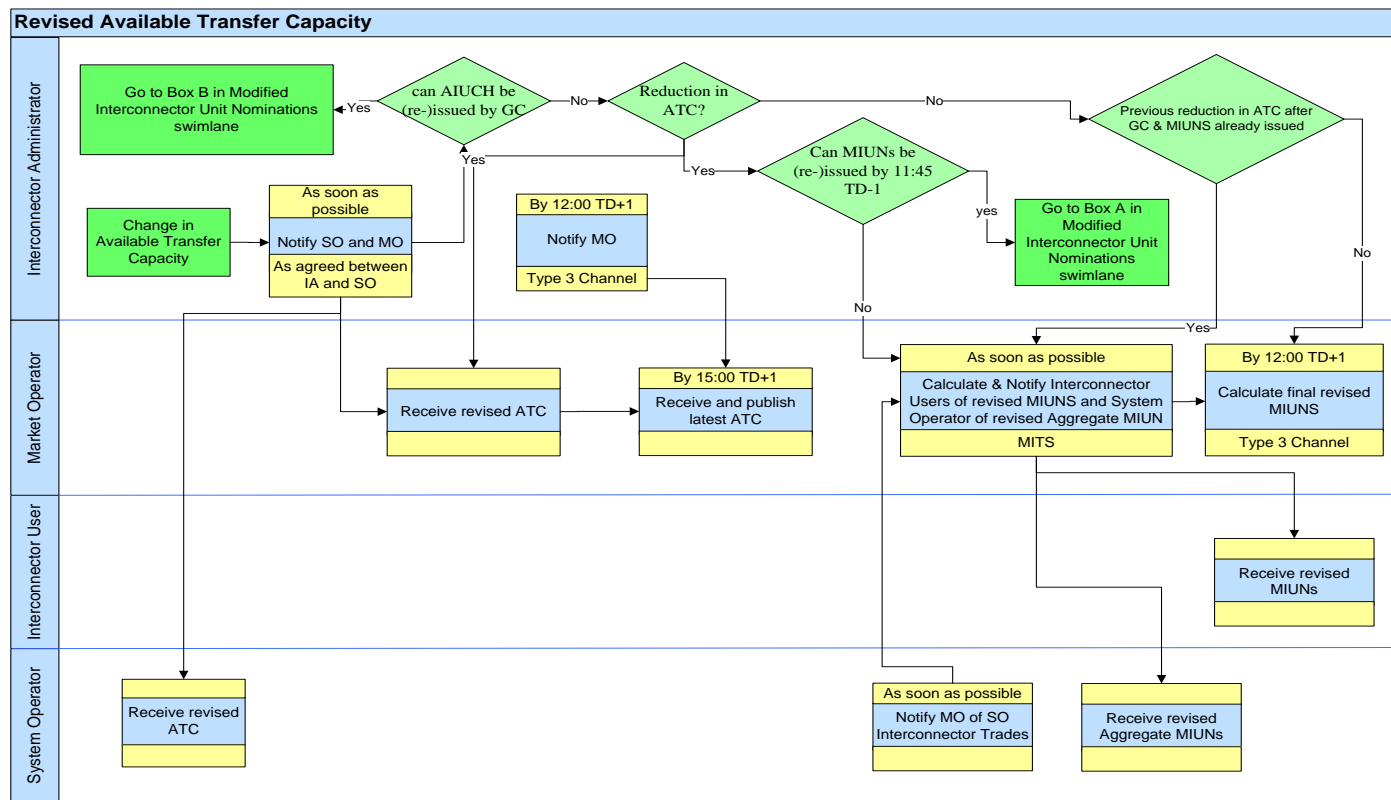 Revised Available Transfer Capacity
Interconnector Administrator
Go to Box B in Modified
Interconnector Unit Nominations
swimlane
Yes
can AIUCH be
(re-)issued by GC
No
Reduction in
ATC?
No
Previous reduction in ATC after
GC & MIUNS already issued
Yes
Yes
Can MIUNs be
(re-)issued by 11:45
TD-1
yes
Go to Box A in
Modified
Interconnector Unit
Nominations
swimlane
No
Change in
Available Transfer
Capacity
As soon as
possible
Notify SO and MO
As agreed between
IA and SO
By 12:00 TD+1
Notify MO
Type 3 Channel
No
Yes
Market Operator
Receive revised ATC
By 15:00 TD+1
Receive and publish
latest ATC
As soon as possible
Calculate & Notify Interconnector
Users of revised MIUNS and System
Operator of revised Aggregate MIUN
MITS
By 12:00 TD+1
Calculate final revised
MIUNS
Type 3 Channel
Interconnector User
Receive revised
MIUNs
System Operator
Receive revised
ATC
As soon as possible
Notify MO of SO
Interconnector Trades
Receive revised
Aggregate MIUNs